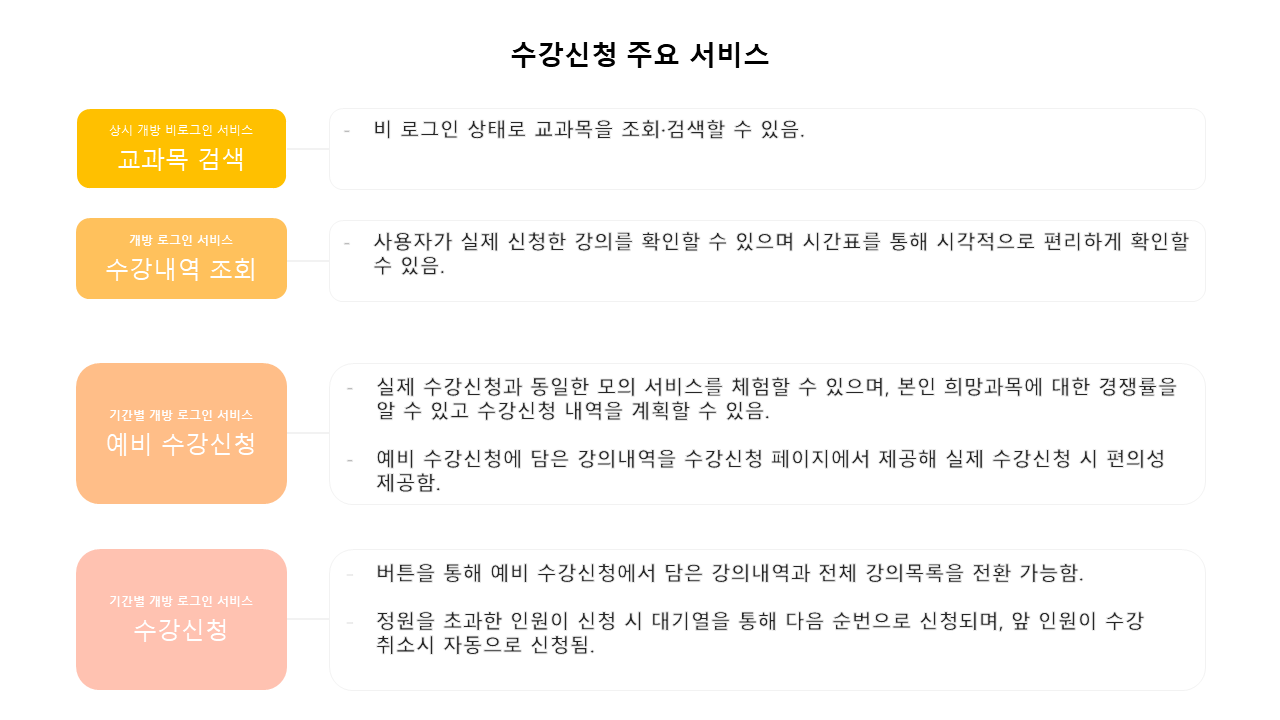 수강신청 주요 서비스
상시 개방 비로그인 서비스
교과목 검색
- 비 로그인 상태로 교과목을 조회·검색할 수 있음.
개방 로그인 서비스
수강내역 조회
- 사용자가 실제 신청한 강의를 확인할 수 있으며 시간표를 통해 시각적으로 편리하게 확인할
수 있음.
기간별 개방 로그인 서비스
예비 수강신청
- 실제 수강신청과 동일한 모의 서비스를 체험할 수 있으며, 본인 희망과목에 대한 경쟁률을
알 수 있고 수강신청 내역을 계획할 수 있음.
- 예비 수강신청에 담은 강의내역을 수강신청 페이지에서 제공해 실제 수강신청 시 편의성
제공함.
기간별 개방 로그인 서비스
수강신청
- 버튼을 통해 예비 수강신청에서 담은 강의내역과 전체 강의목록을 전환 가능함.
- 정원을 초과한 인원이 신청 시 대기열을 통해 다음 순번으로 신청되며, 앞 인원이 수강
취소시 자동으로 신청됨.